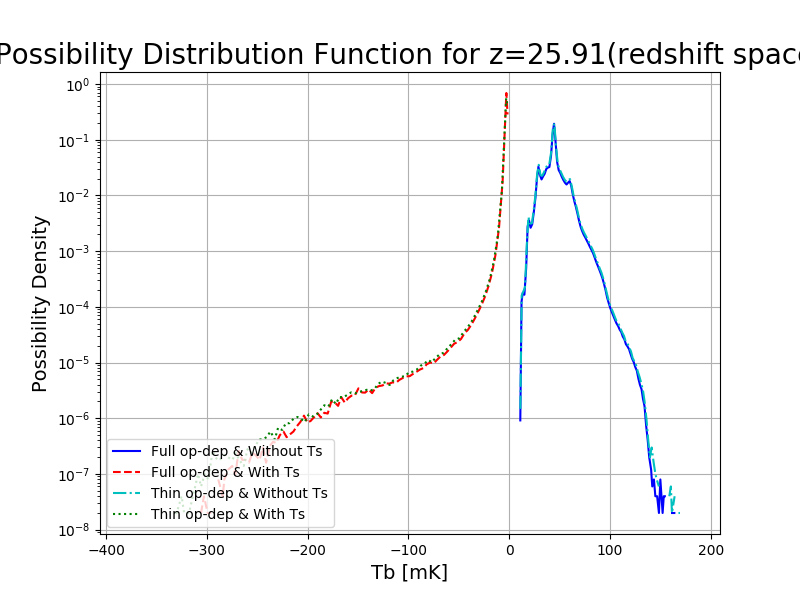 Possibility Distribution Function for z=25.91(redshift space
Possibility Density
10⁰
10⁻¹
10⁻²
10⁻³
10⁻⁴
10⁻⁵
10⁻⁶
10⁻⁷
10⁻⁸
Full op-dep & Without Ts
Full op-dep & With Ts
Thin op-dep & Without Ts
Thin op-dep & With Ts
−400 −300 −200 −100 0 100 200
Tb [mK]